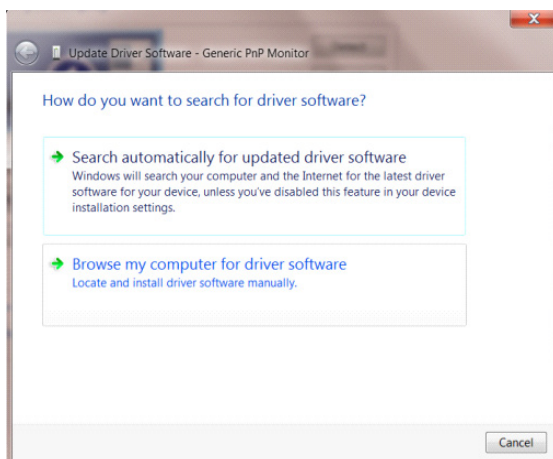 Update Driver Software - Generic PnP Monitor
How do you want to search for driver software?
Search automatically for updated driver software
Windows will search your computer and the Internet for the latest driver
software for your device, unless you've disabled this feature in your device
installation settings.
Browse my computer for driver software
Locate and install driver software manually.
Cancel